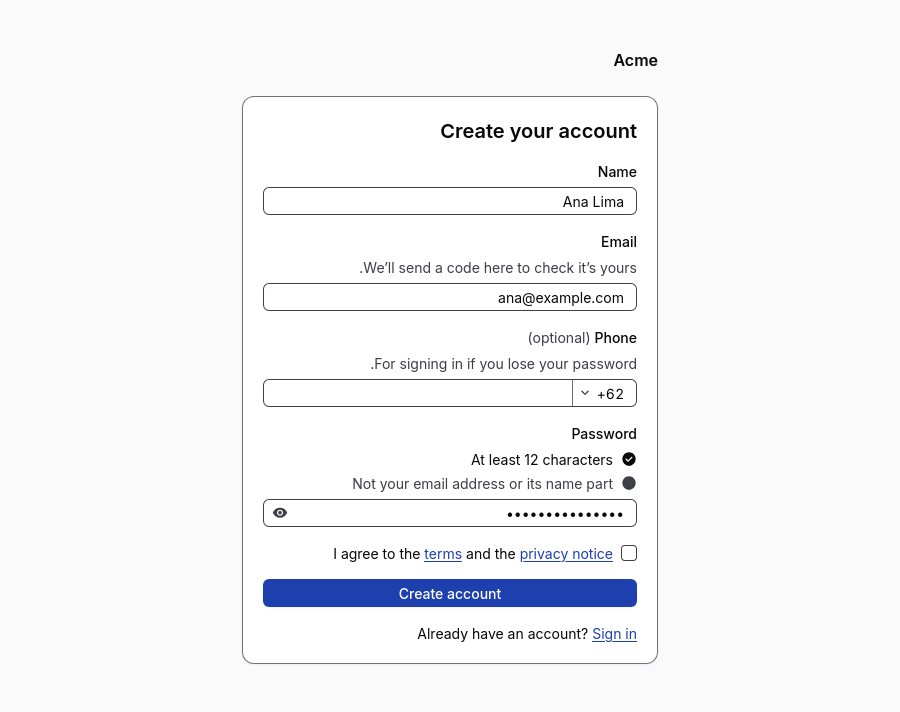 Acme
Create your account
Name
Ana Lima
Email
.We’ll send a code here to check it’s yours
ana@example.com
(optional) Phone
.For signing in if you lose your password
+62
Password
At least 12 characters
Not your email address or its name part
•••••••••••••••
I agree to the terms and the privacy notice
Create account
Already have an account? Sign in